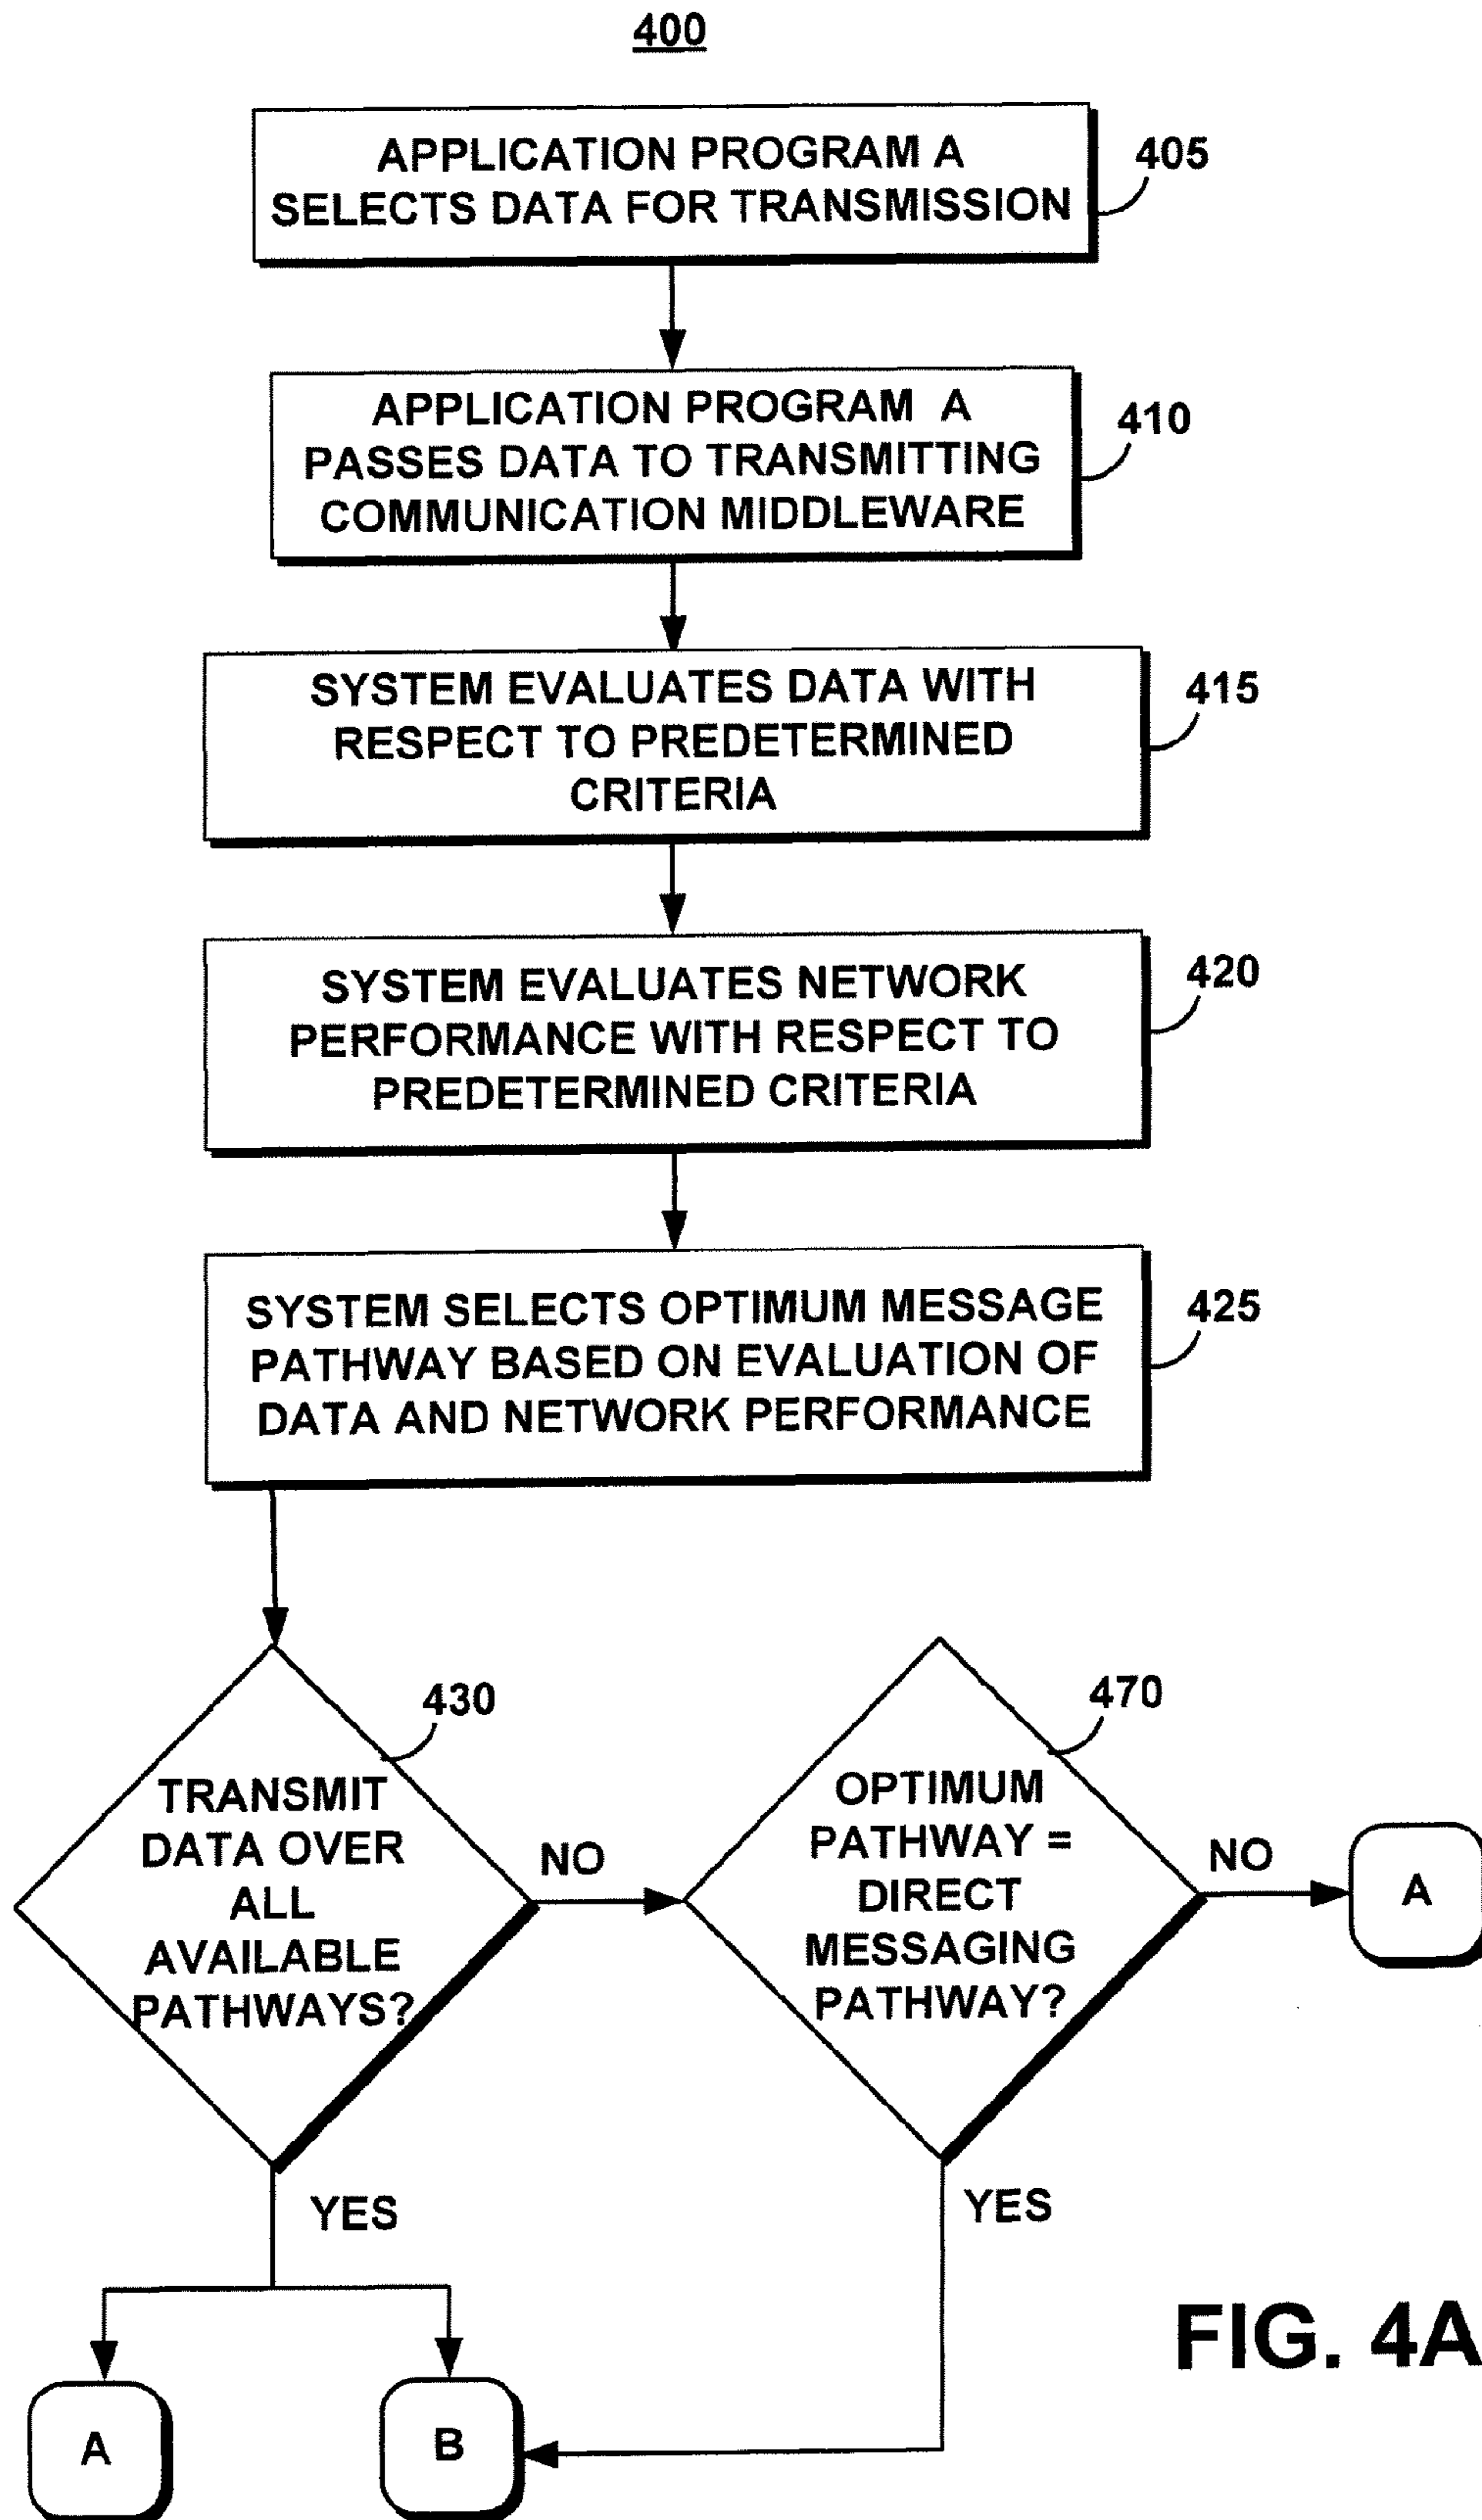 400
APPLICATION PROGRAM A
SELECTS DATA FOR TRANSMISSION
405
APPLICATION PROGRAM A
PASSES DATA TO TRANSMITTING
COMMUNICATION MIDDLEWARE
410
SYSTEM EVALUATES DATA WITH
RESPECT TO PREDETERMINED
CRITERIA
415
SYSTEM EVALUATES NETWORK
PERFORMANCE WITH RESPECT TO
PREDETERMINED CRITERIA
420
SYSTEM SELECTS OPTIMUM MESSAGE
PATHWAY BASED ON EVALUATION OF
DATA AND NETWORK PERFORMANCE
425
430
TRANSMIT
DATA OVER
ALL
AVAILABLE
PATHWAYS?
NO
470
OPTIMUM
PATHWAY =
DIRECT
MESSAGING
PATHWAY?
NO
A
YES
YES
A
B
FIG. 4A